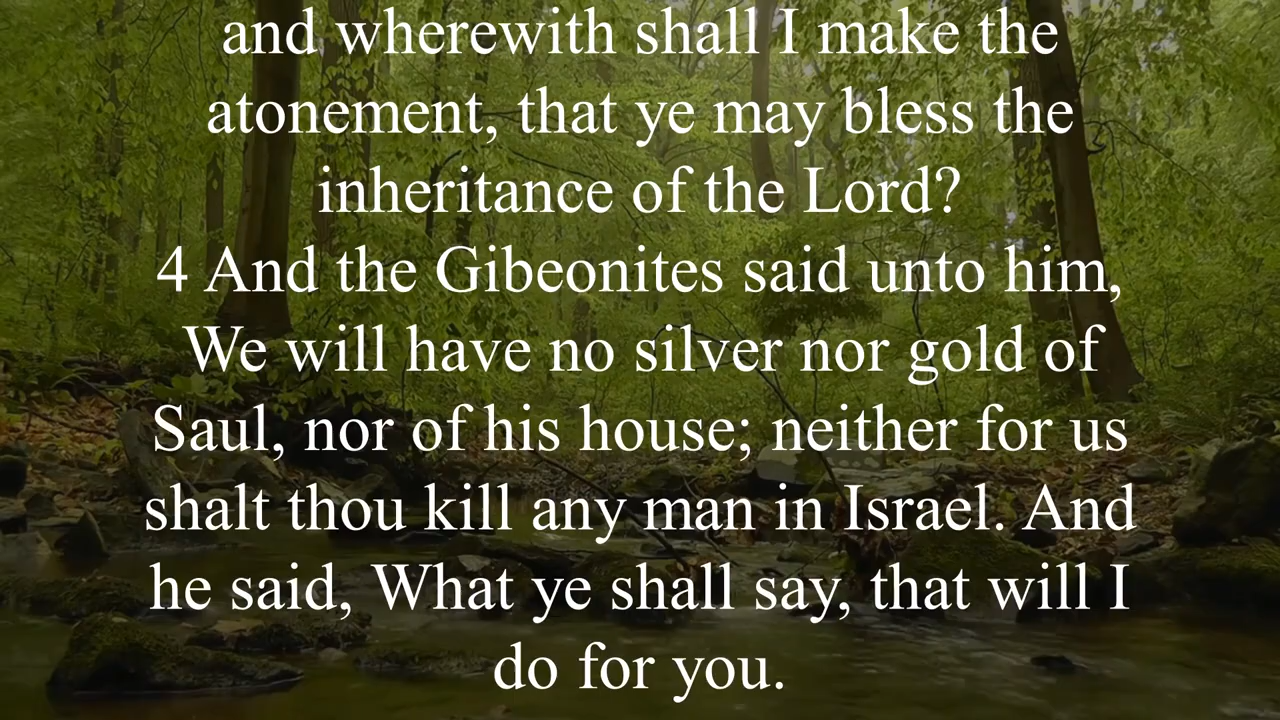 and wherewith shall I make the
atonement, that ye may bless the
inheritance of the Lord?
4 And the Gibeonites said unto him,
We will have no silver nor gold of
Saul, nor of his house; neither for us
shalt thou kill any man in Israel. And
he said, What ye shall say, that will I
do for you.